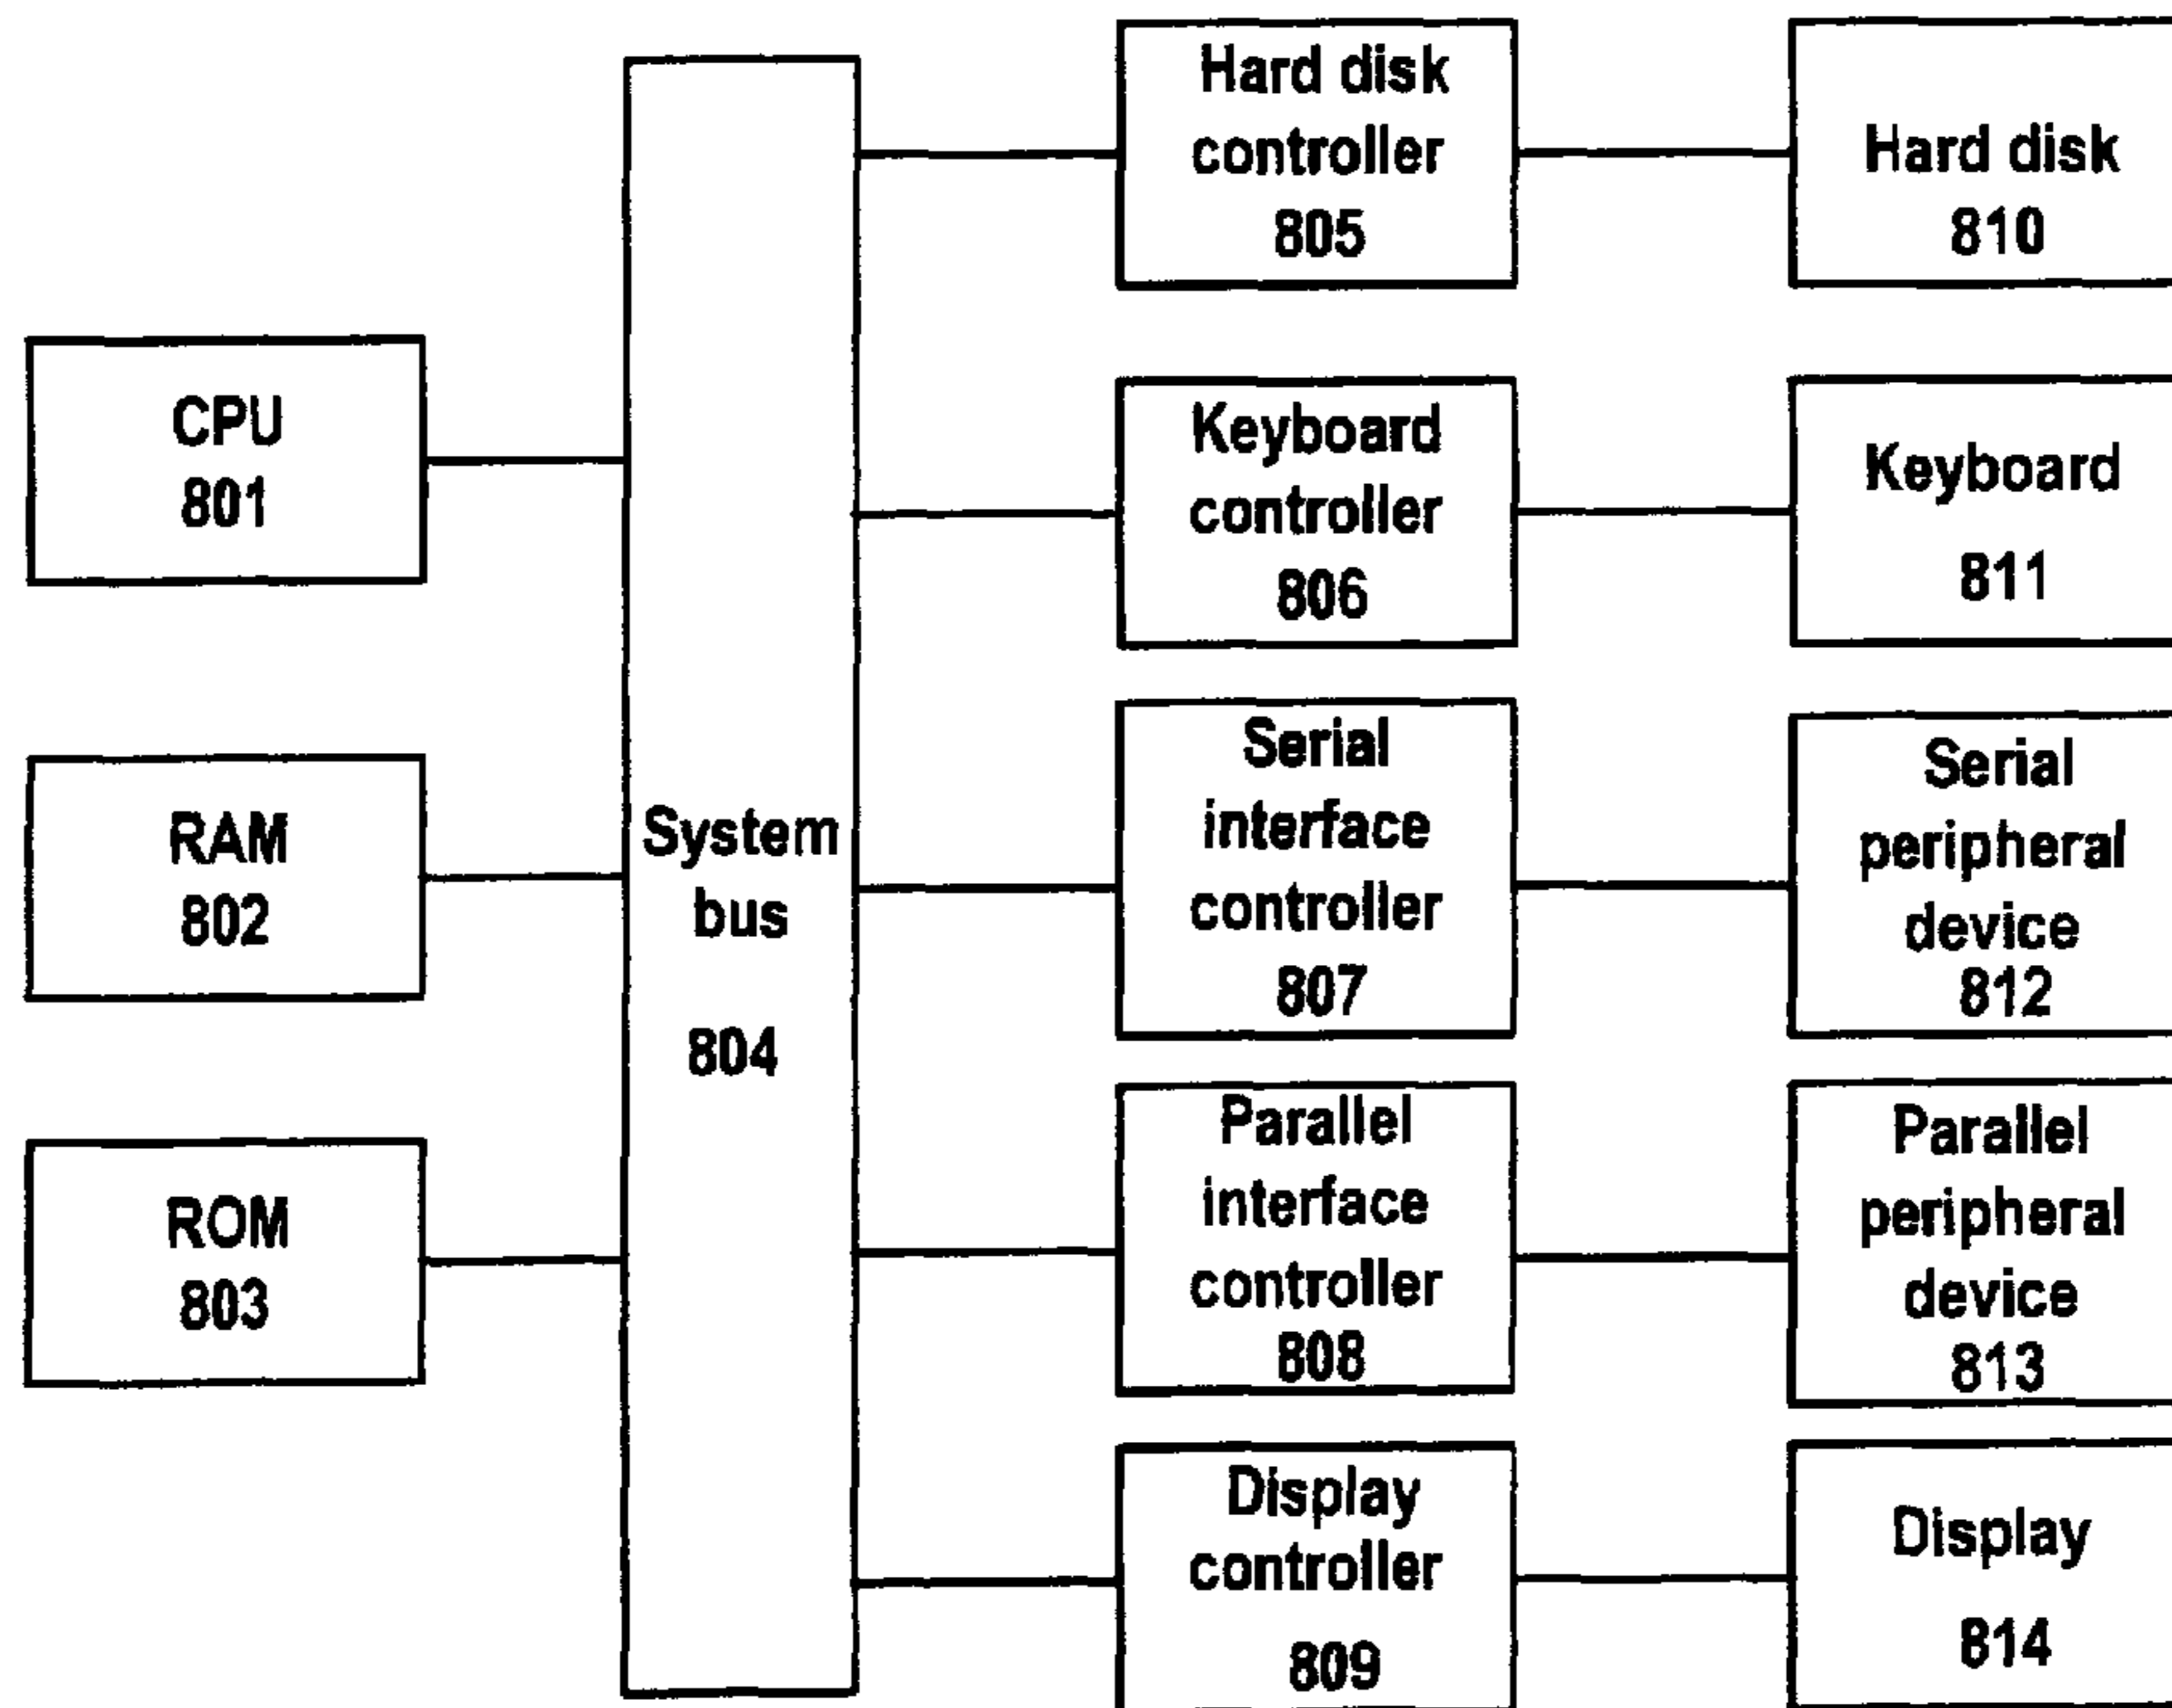 CPU
801
RAM
802
ROM
803
System
bus
804
Hard disk
controller
805
Keyboard
controller
806
Serial
interface
controller
807
Parallel
interface
controller
808
Display
controller
809
Hard disk
810
Keyboard
811
Serial
peripheral
device
812
Parallel
peripheral
device
813
Display
814